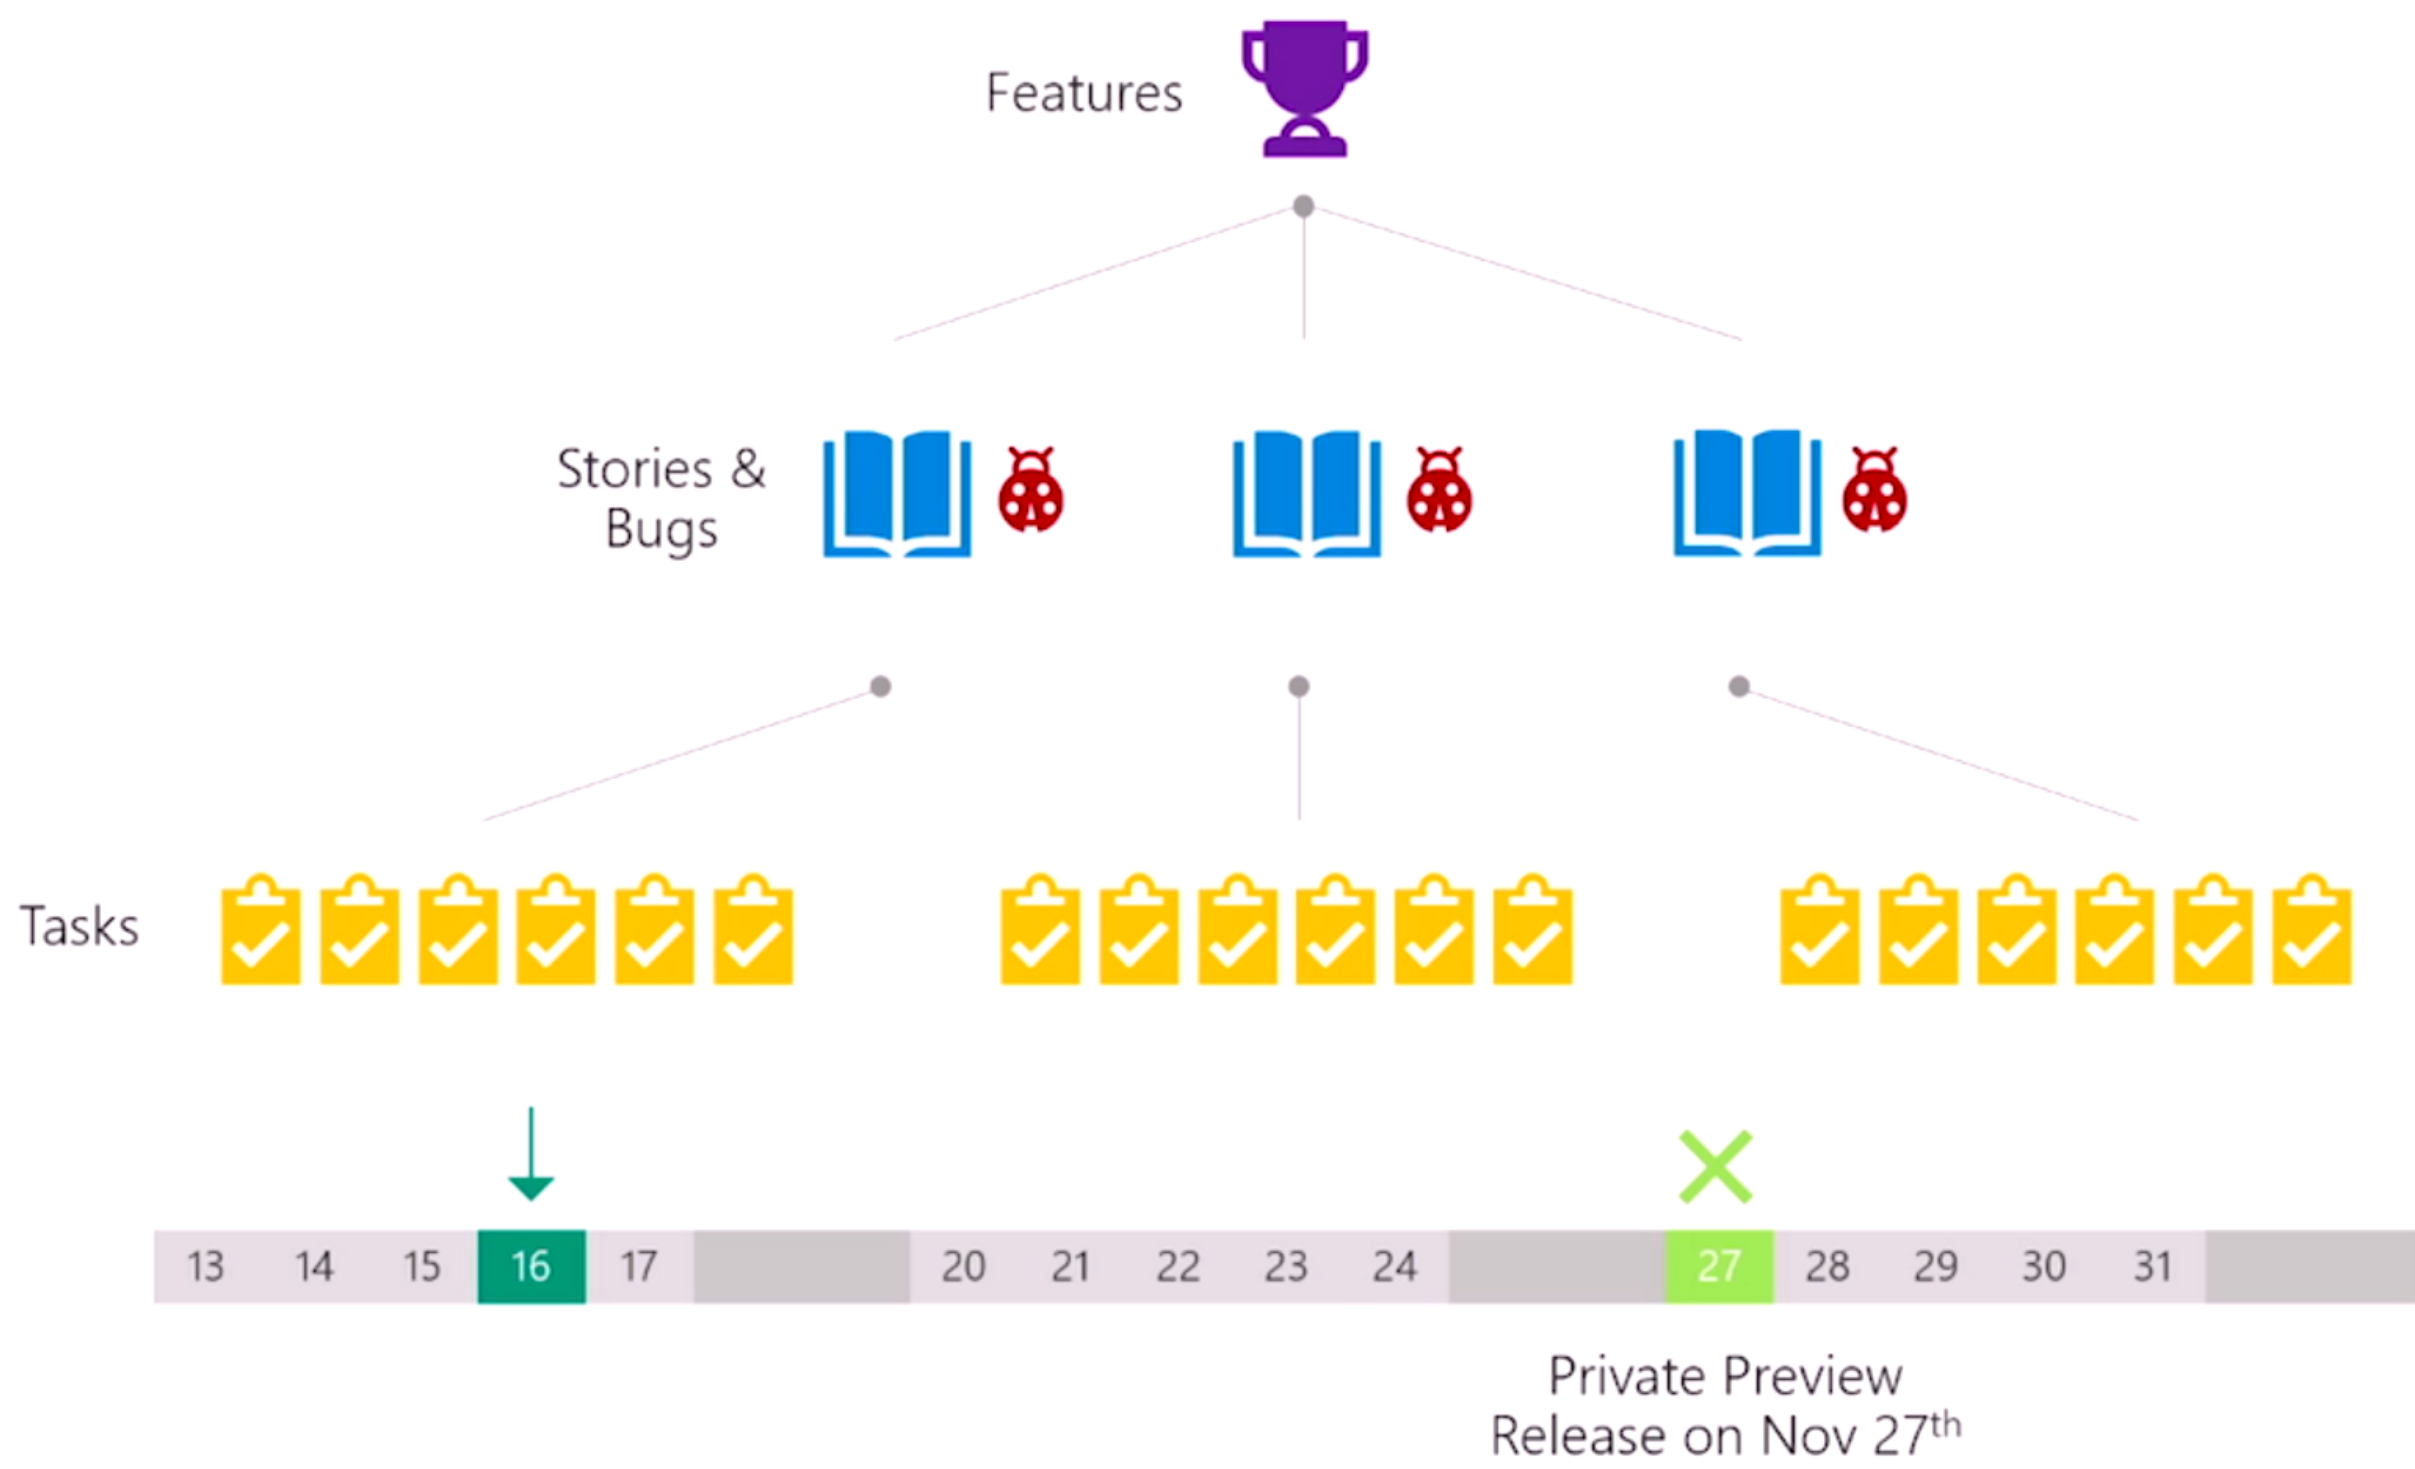 Features
Stories &
Bugs
Tasks
13 14 15 16 17 20 21 22 23 24 27 28 29 30 31
Private Preview
Release on Nov 27th